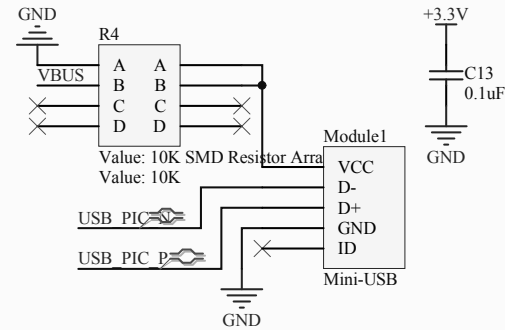 GND
R4
+3.3V
A A
VBUS
B B
C C
D D
C13
0.1uF
GND
Value: 10K SMD Resistor Arra
Value: 10K
Module1
VCC
D-
D+
GND
ID
USB_PIC_N
USB_PIC_P
Mini-USB
GND